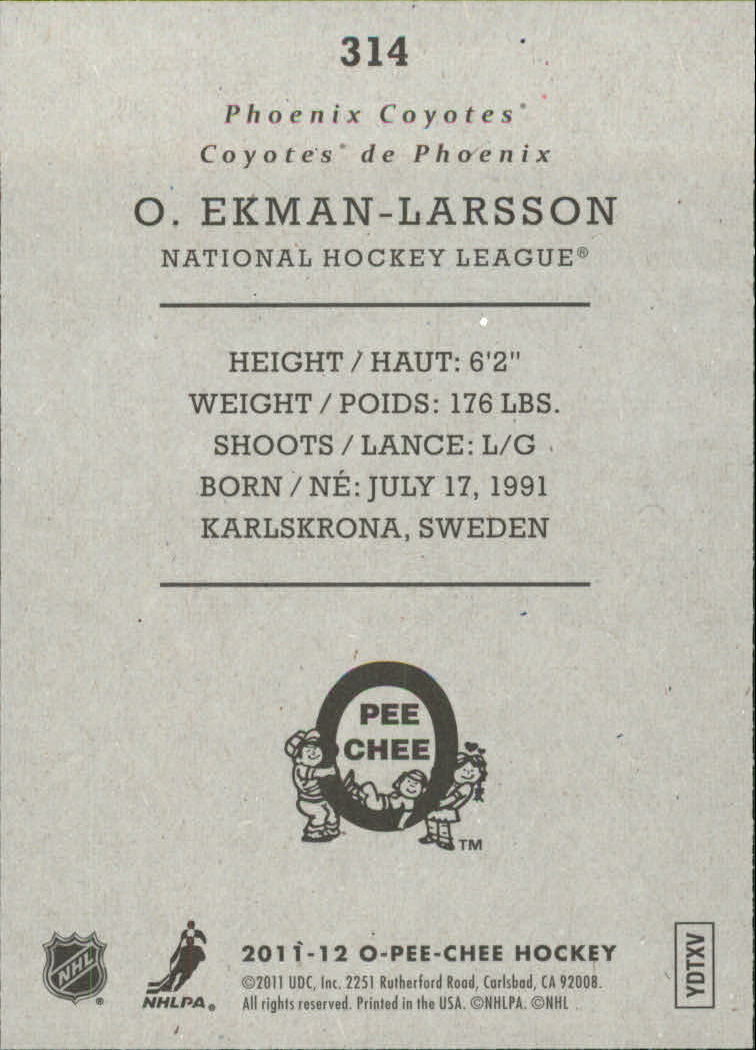 314
Phoenix Coyotes®
Coyotes® de Phoenix
O. EKMAN-LARSSON
NATIONAL HOCKEY LEAGUE®
HEIGHT / HAUT: 6'2"
WEIGHT / POIDS: 176 LBS.
SHOOTS / LANCE: L/G
BORN / NÉ: JULY 17, 1991
KARLSKRONA, SWEDEN
O
PEE
CHEE
TM
NHL ®
NHLPA®
2011-12 O-PEE-CHEE HOCKEY
©2011 UDC, Inc. 2251 Rutherford Road, Carlsbad, CA 92008.
All rights reserved. Printed in the USA. ©NHLPA. ©NHL
YDTXV